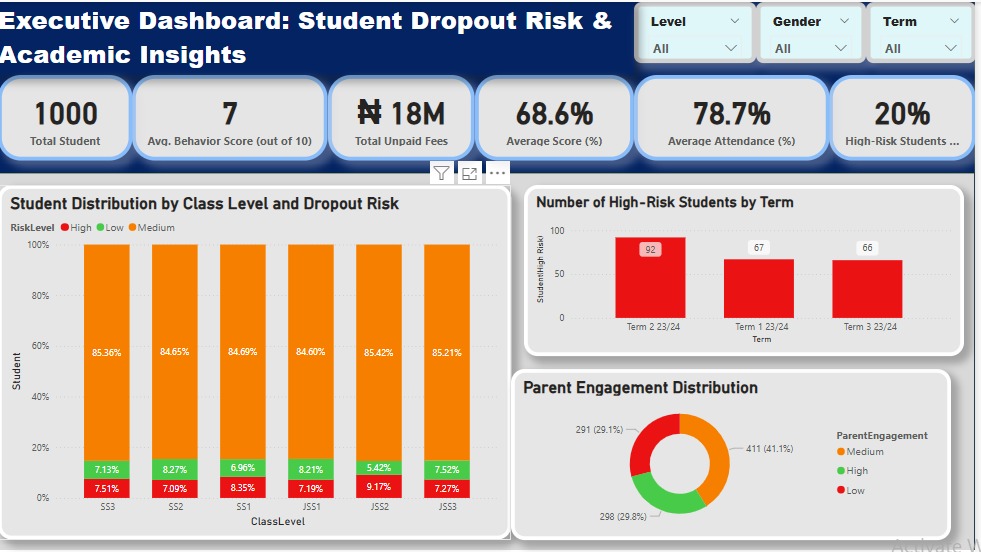 Executive Dashboard: Student Dropout Risk &
Academic Insights
Level
All
Gender
All
Term
All
1000
Total Student
7
Avg. Behavior Score (out of 10)
₦ 18M
Total Unpaid Fees
68.6%
Average Score (%)
78.7%
Average Attendance (%)
20%
High-Risk Students ...
Student Distribution by Class Level and Dropout Risk
RiskLevel High Low Medium
100%
80%
60%
40%
20%
0%
Student
85.36%
84.65%
84.69%
84.60%
85.42%
85.21%
7.13%
8.27%
6.96%
8.21%
5.42%
7.52%
7.51%
7.09%
8.35%
7.19%
9.17%
7.27%
SS3
SS2
SS1
JSS1
JSS2
JSS3
ClassLevel
Number of High-Risk Students by Term
Student(High Risk)
100
50
0
92
67
66
Term 2 23/24
Term 1 23/24
Term 3 23/24
Term
Parent Engagement Distribution
291 (29.1%)
411 (41.1%)
298 (29.8%)
ParentEngagement
Medium
High
Low
Activate W